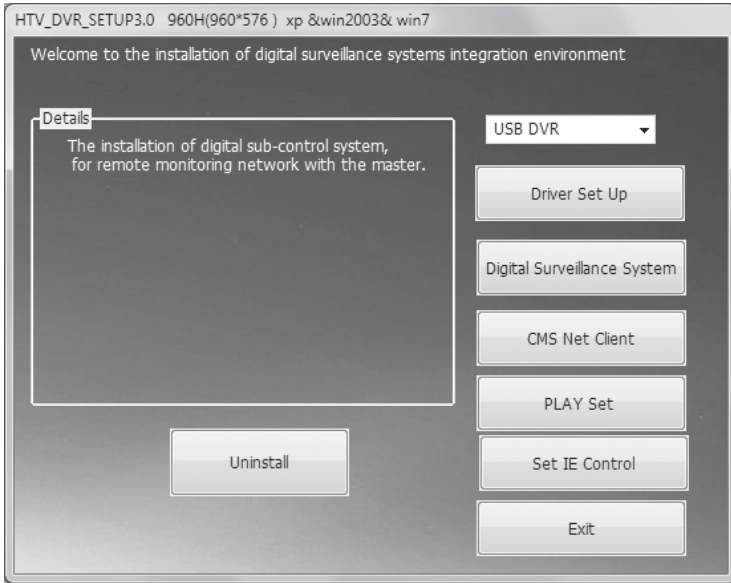 HTV_DVR_SETUP3.0 960H(960*576 ) xp &win2003& win7
Welcome to the installation of digital surveillance systems integration environment
Details
The installation of digital sub-control system,
for remote monitoring network with the master.
USB DVR
Driver Set Up
Digital Surveillance System
CMS Net Client
PLAY Set
Uninstall
Set IE Control
Exit